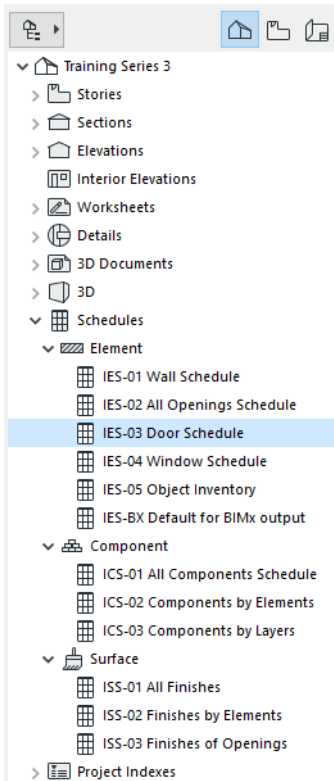 Training Series 3
Stories
Sections
Elevations
Interior Elevations
Worksheets
Details
3D Documents
3D
Schedules
Element
IES-01 Wall Schedule
IES-02 All Openings Schedule
IES-03 Door Schedule
IES-04 Window Schedule
IES-05 Object Inventory
IES-BX Default for BIMx output
Component
ICS-01 All Components Schedule
ICS-02 Components by Elements
ICS-03 Components by Layers
Surface
ISS-01 All Finishes
ISS-02 Finishes by Elements
ISS-03 Finishes of Openings
Project Indexes